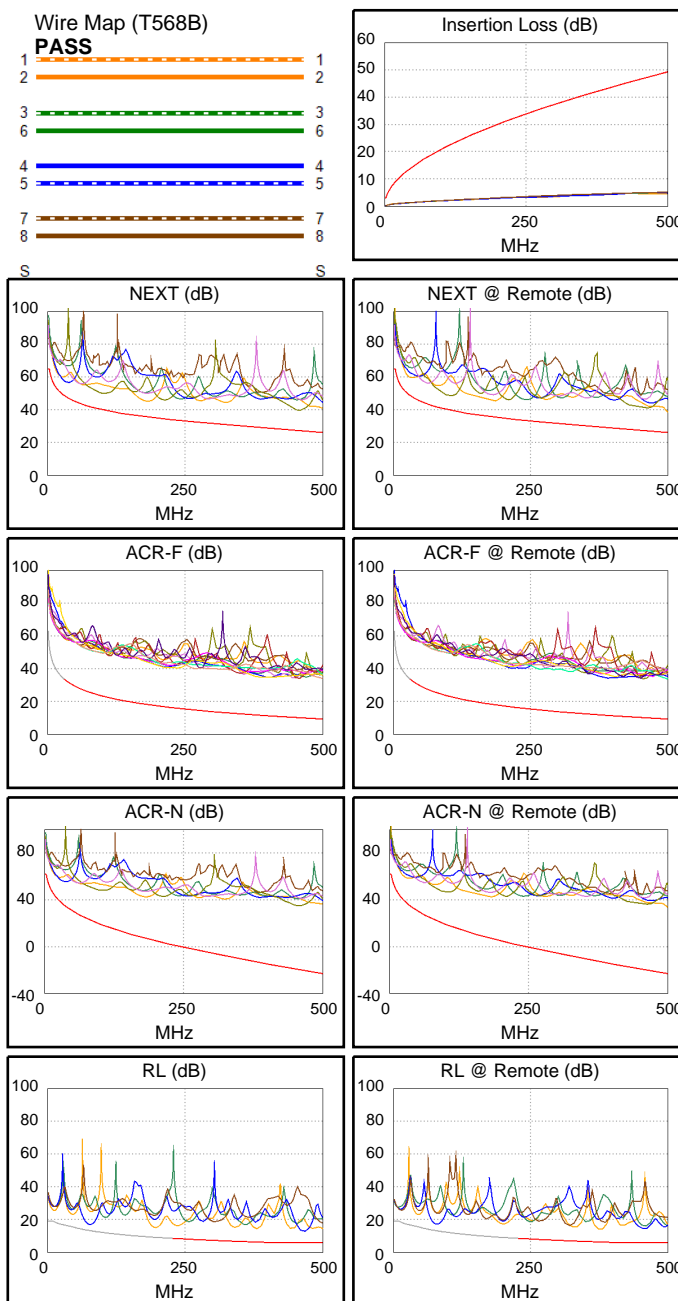 Wire Map (T568B)
PASS
1 1
2 2
3 3
6 6
4 4
5 5
7 7
8 8
S S
Insertion Loss (dB)
60
50
40
30
20
10
0
250 500
MHz
NEXT (dB)
100
80
60
40
20
0
0 250 500
MHz
NEXT @ Remote (dB)
100
80
60
40
20
0
0 250 500
MHz
ACR-F (dB)
100
80
60
40
20
0
0 250 500
MHz
ACR-F @ Remote (dB)
100
80
60
40
20
0
0 250 500
MHz
ACR-N (dB)
80
40
0
-40
0 250 500
MHz
ACR-N @ Remote (dB)
80
40
0
-40
0 250 500
MHz
RL (dB)
100
80
60
40
20
0
0 250 500
MHz
RL @ Remote (dB)
100
80
60
40
20
0
0 250 500
MHz